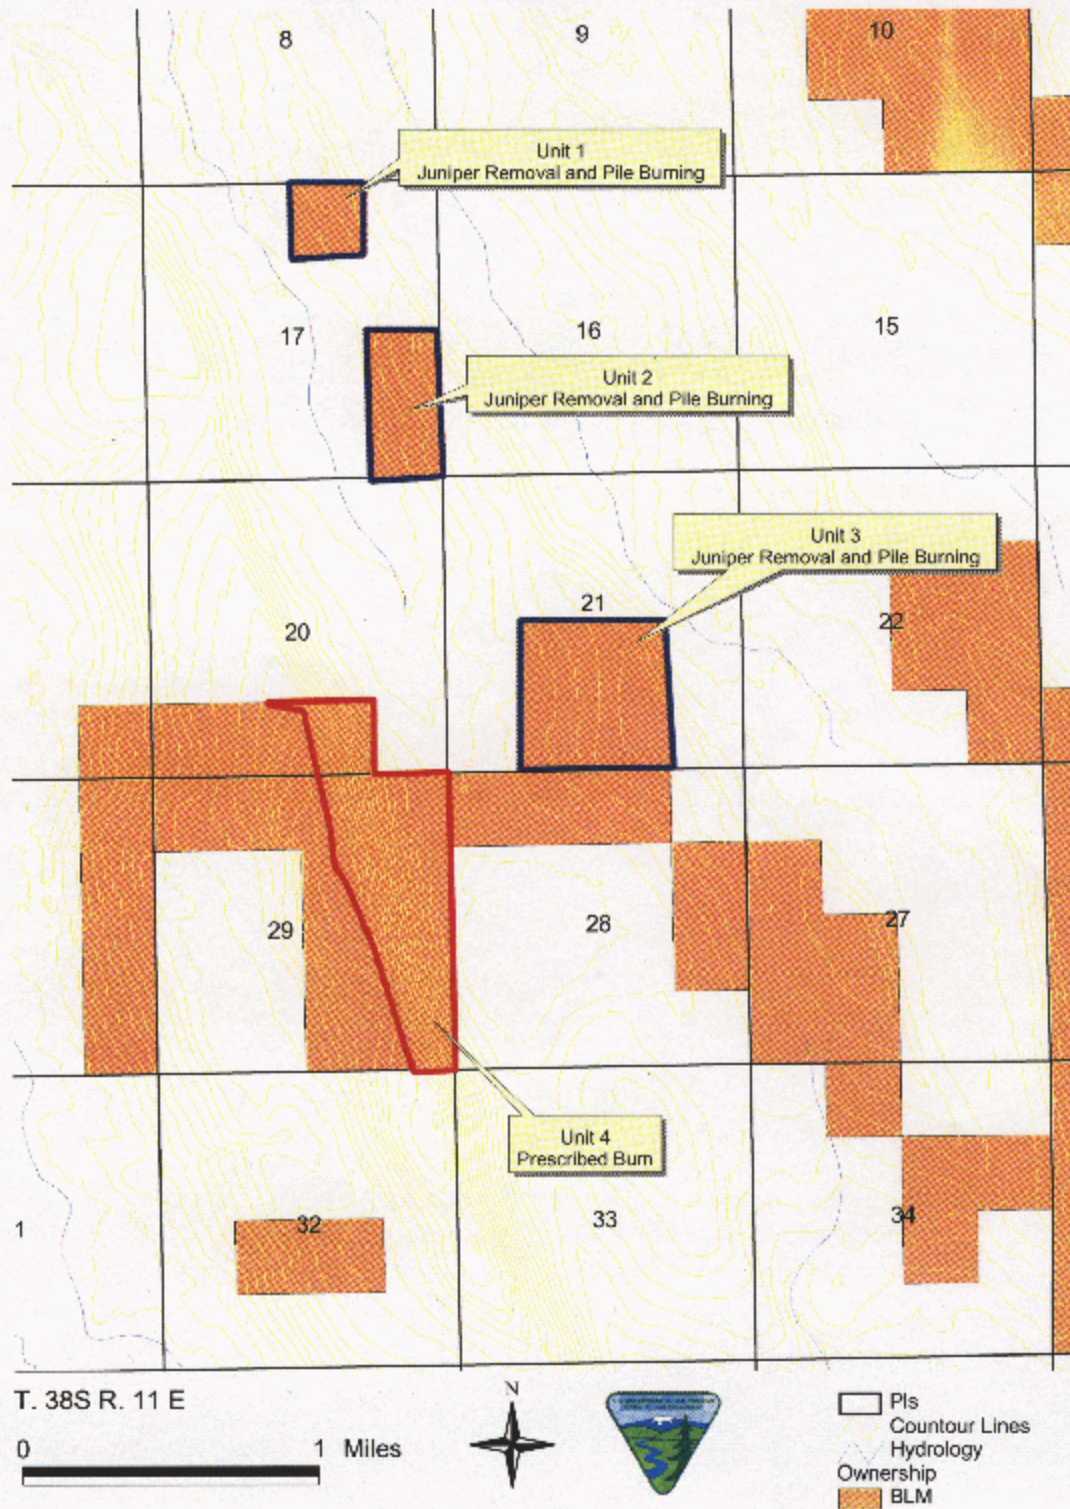 8
9
10
Unit 1
Juniper Removal and Pile Burning
17
16
15
Unit 2
Juniper Removal and Pile Burning
Unit 3
Juniper Removal and Pile Burning
21
22
20
29
28
27
Unit 4
Prescribed Burn
1
32
33
34
T. 38S R. 11 E
N
0
1 Miles
Pls
Countour Lines
Hydrology
Ownership
BLM